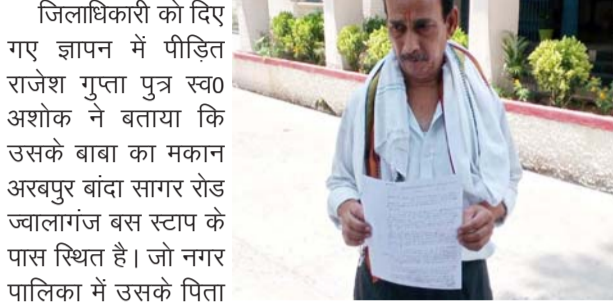 जिलाधिकारी को दिए
गए ज्ञापन में पीड़ित
राजेश गुप्ता पुत्र स्व0
अशोक ने बताया कि
उसके बाबा का मकान
अरबपुर बांदा सागर रोड
ज्वालागंज बस स्टाप के
पास स्थित है। जो नगर
पालिका में उसके पिता